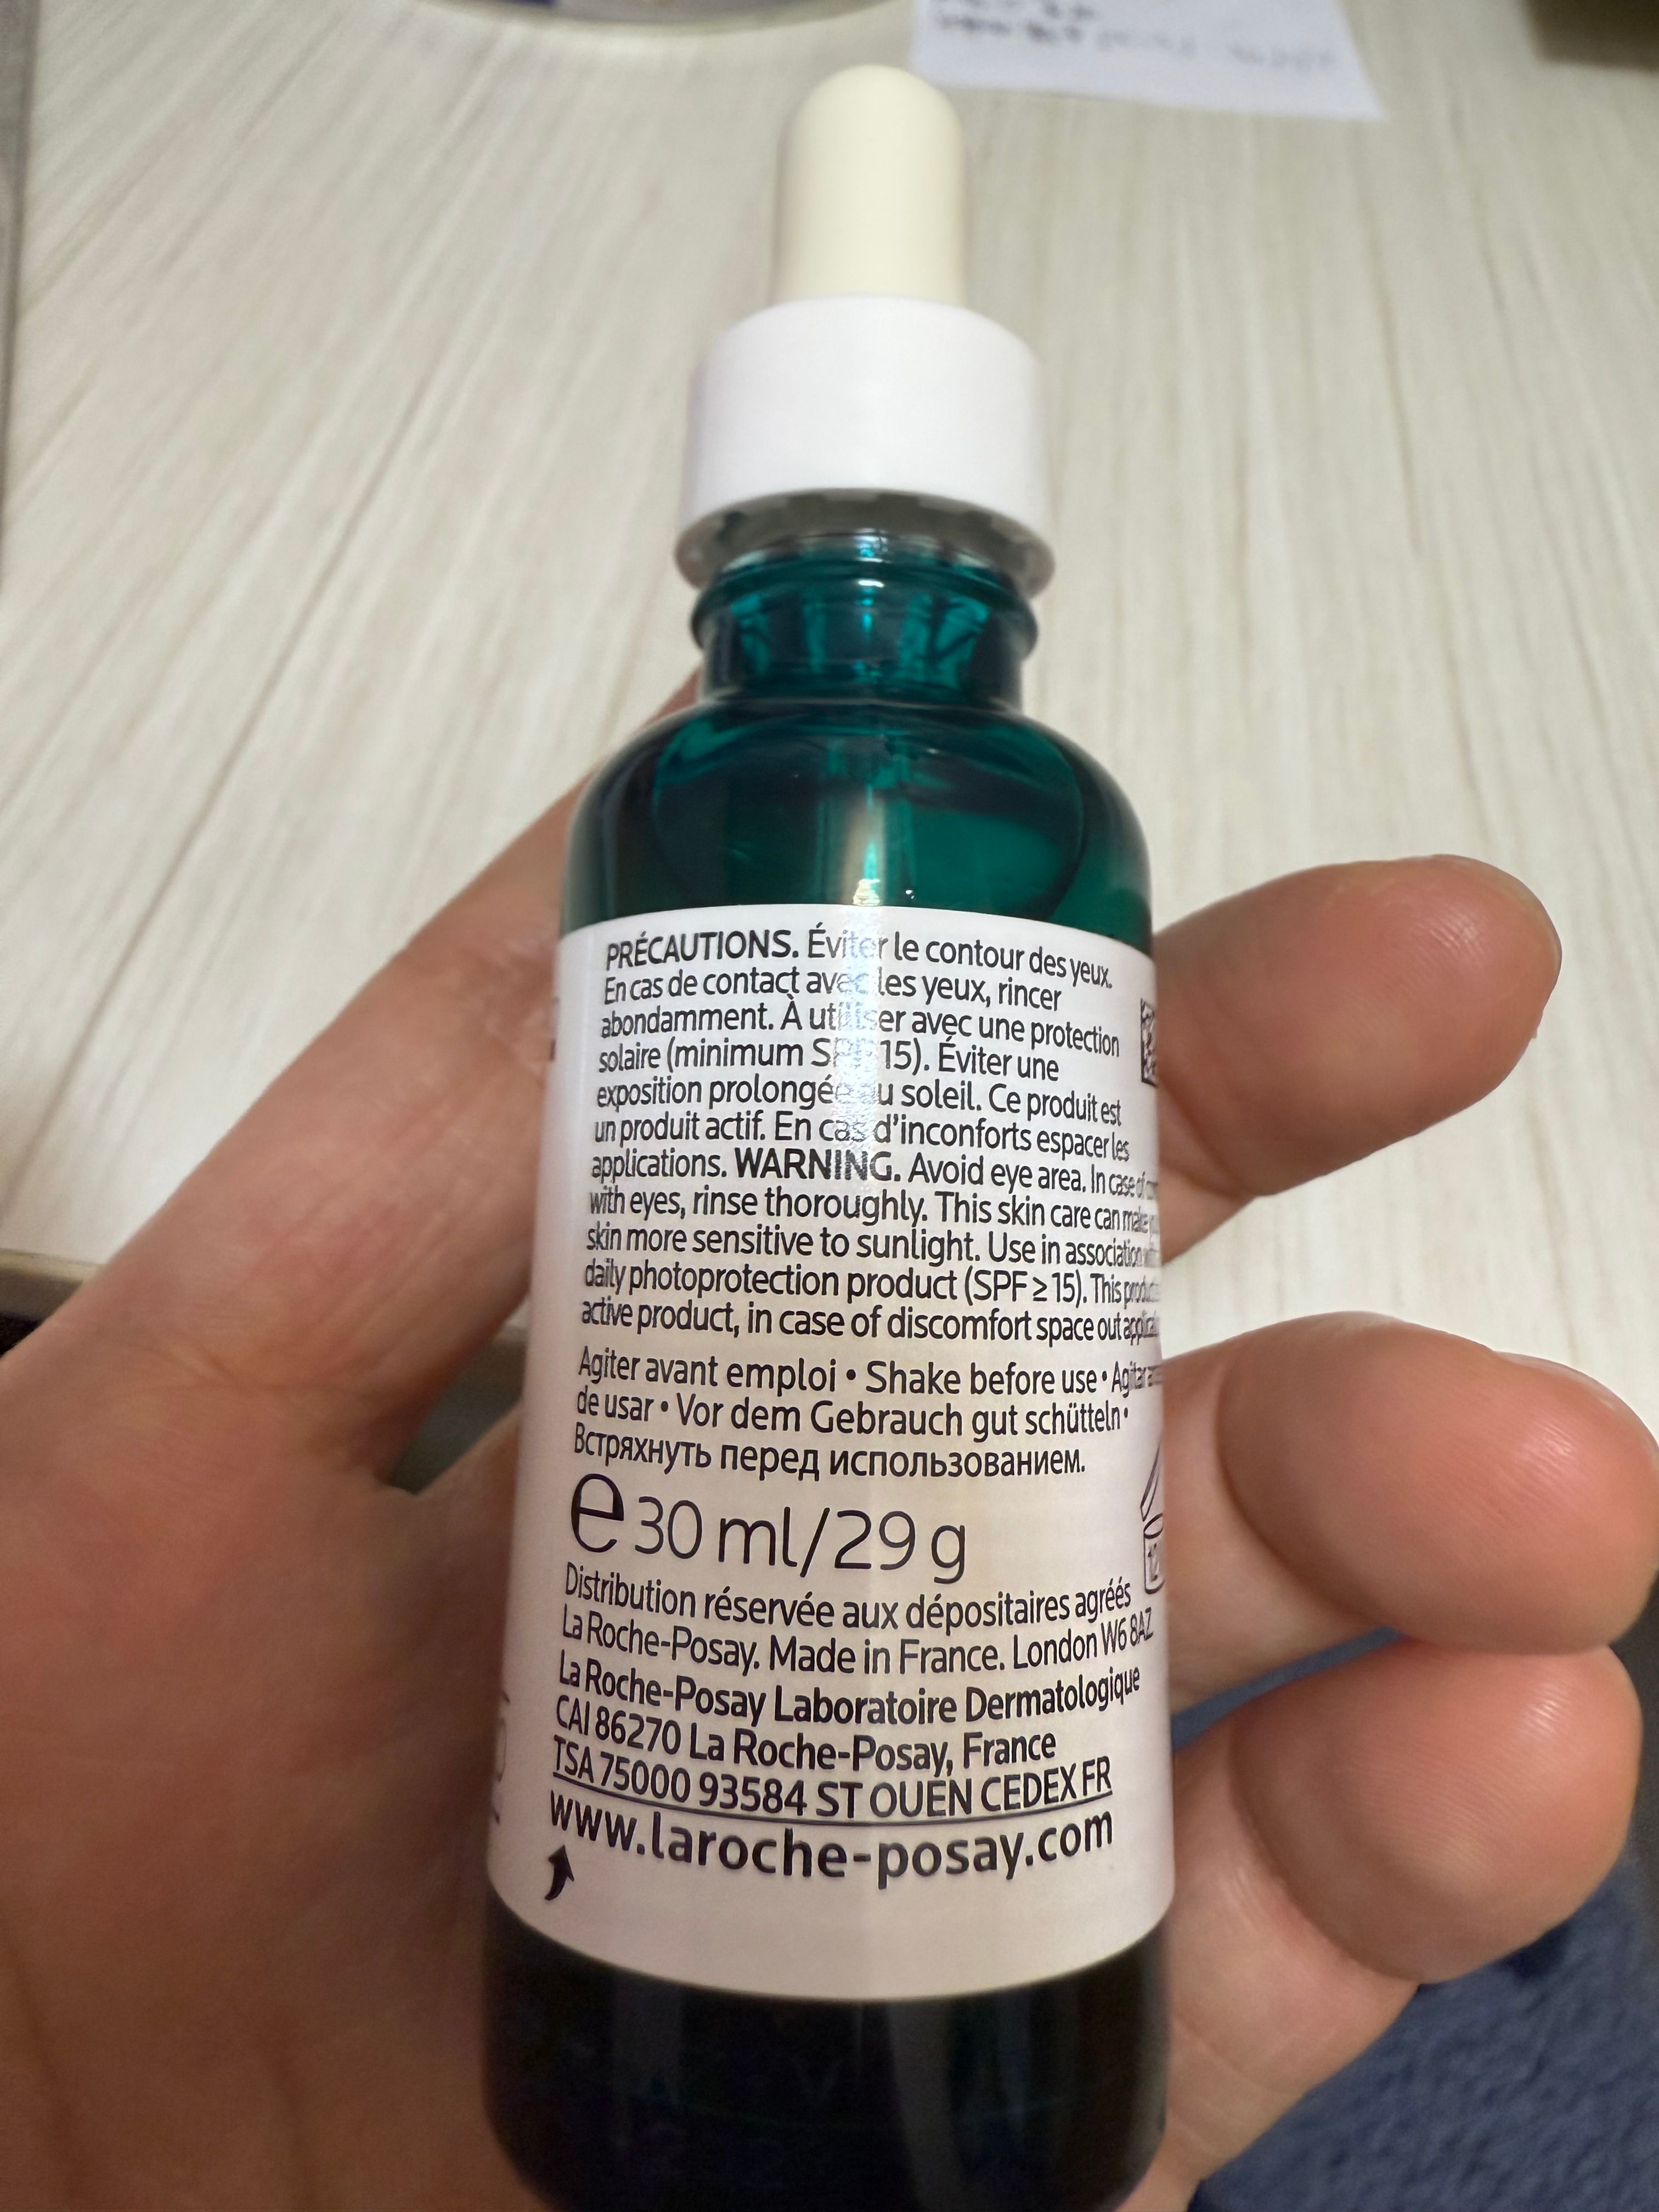 PRÉCAUTIONS. Éviter le contour des yeux.
En cas de contact avec les yeux, rincer
abondamment. À utiliser avec une protection
solaire (minimum SPF 15). Éviter une
exposition prolongée au soleil. Ce produit est
un produit actif. En cas d'inconforts espacer les
applications. WARNING. Avoid eye area. In case of
with eyes, rinse thoroughly. This skin care can make
skin more sensitive to sunlight. Use in association
daily photoprotection product (SPF ≥ 15). This
active product, in case of discomfort space out
Agiter avant emploi • Shake before use • Agitar
de usar • Vor dem Gebrauch gut schütteln •
Встряхнуть перед использованием.
e 30 ml/29 g
Distribution réservée aux dépositaires agréés
La Roche-Posay. Made in France. London W6 8AZ
La Roche-Posay Laboratoire Dermatologique
CAI 86270 La Roche-Posay, France
TSA 75000 93584 ST OUEN CEDEX FR
www.laroche-posay.com